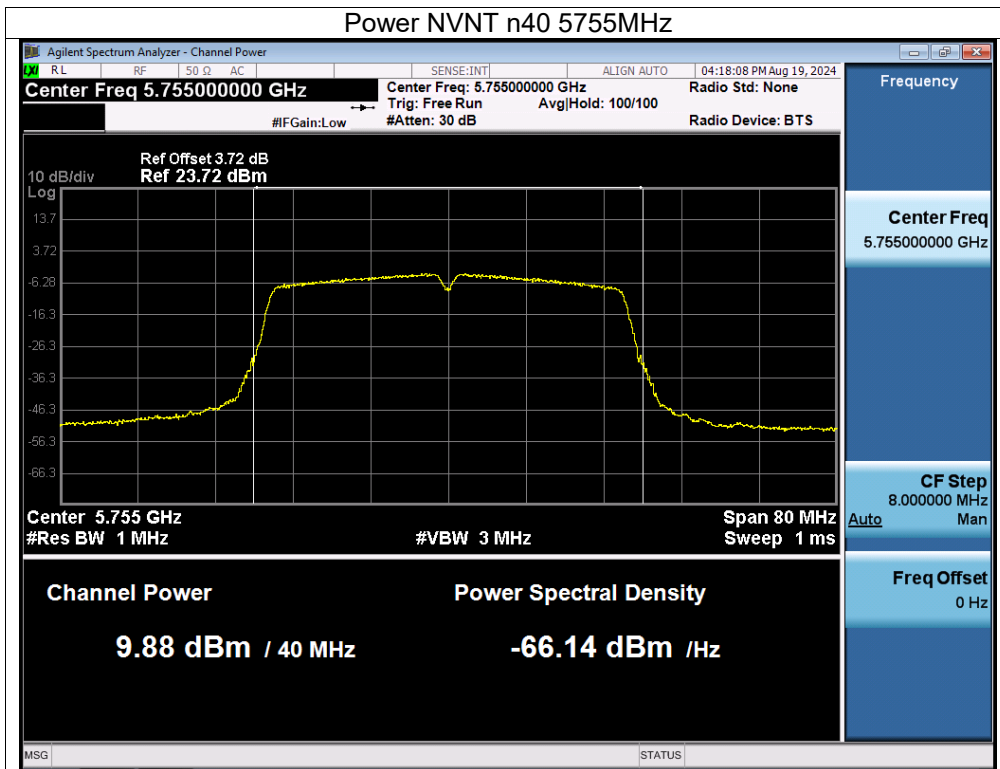 Power NVNT n40 5755MHz
Agilent Spectrum Analyzer - Channel Power
LXI RL RF 50 Ω AC SENSE:INT ALIGN AUTO 04:18:08 PM Aug 19, 2024
Center Freq 5.755000000 GHz Center Freq: 5.755000000 GHz Radio Std: None
Trig: Free Run Avg|Hold: 100/100
#IFGain:Low #Atten: 30 dB Radio Device: BTS
Ref Offset 3.72 dB
10 dB/div Ref 23.72 dBm
Log
13.7
3.72
-6.28
-16.3
-26.3
-36.3
-46.3
-56.3
-66.3
Center 5.755 GHz Span 80 MHz
#Res BW 1 MHz #VBW 3 MHz Sweep 1 ms
Channel Power Power Spectral Density
9.88 dBm / 40 MHz -66.14 dBm /Hz
MSG STATUS
Frequency
Center Freq
5.755000000 GHz
CF Step
8.000000 MHz
Auto Man
Freq Offset
0 Hz